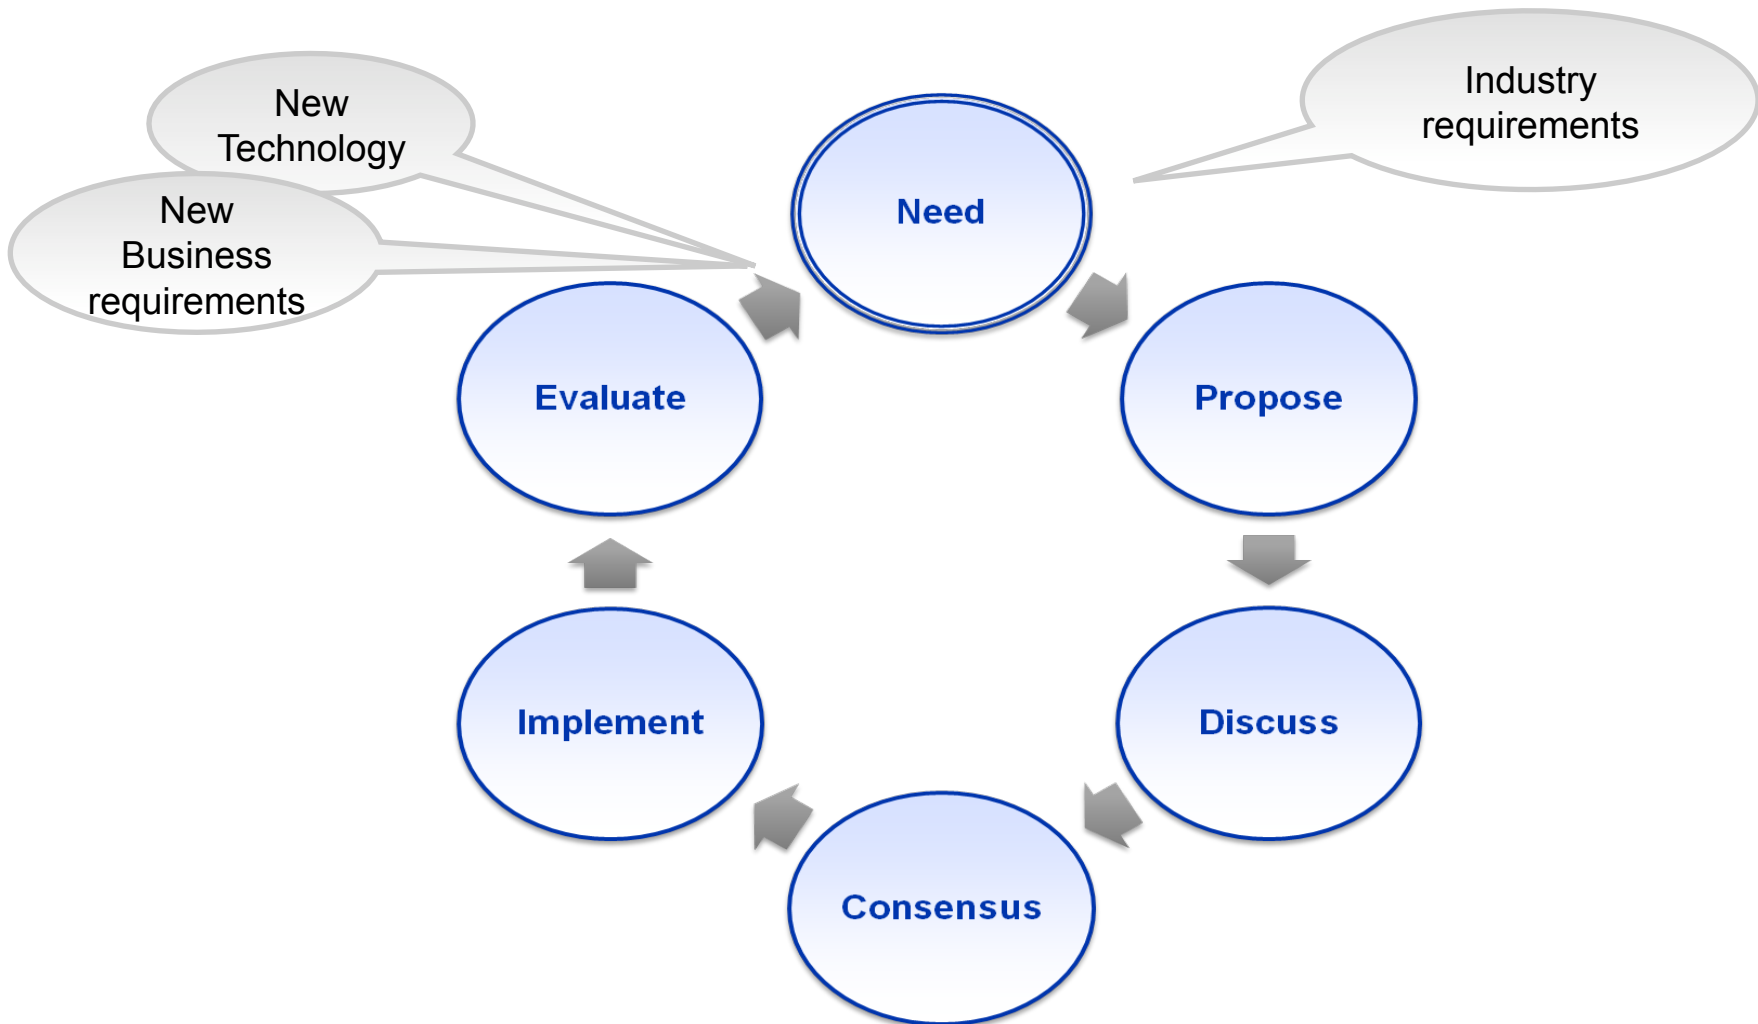 New
Technology
New
Business
requirements
Industry
requirements
Need
Propose
Discuss
Consensus
Implement
Evaluate